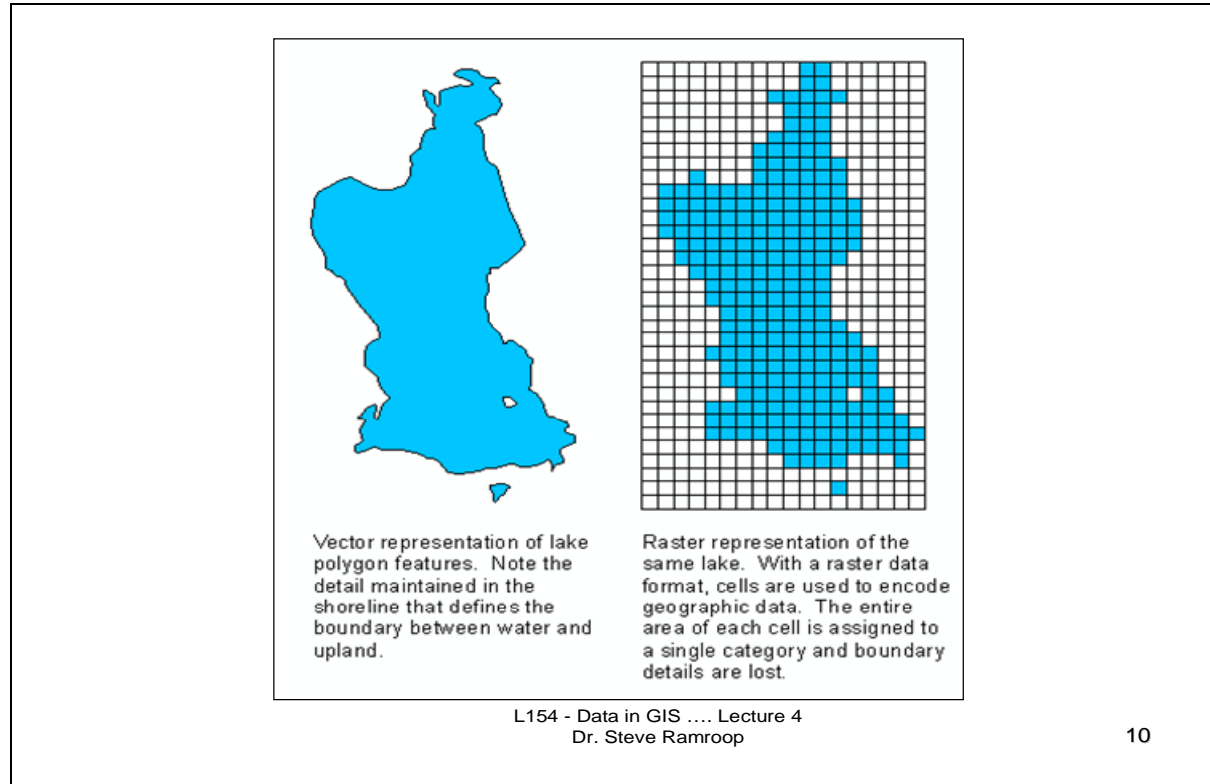 Vector representation of lake
polygon features.  Note the
detail maintained in the
shoreline that defines the
boundary between water and
upland.
Raster representation of the
same lake.  With a raster data
format, cells are used to encode
geographic data.  The entire
area of each cell is assigned to
a single category and boundary
details are lost.
L154 - Data in GIS …. Lecture 4
Dr. Steve Ramroop
10